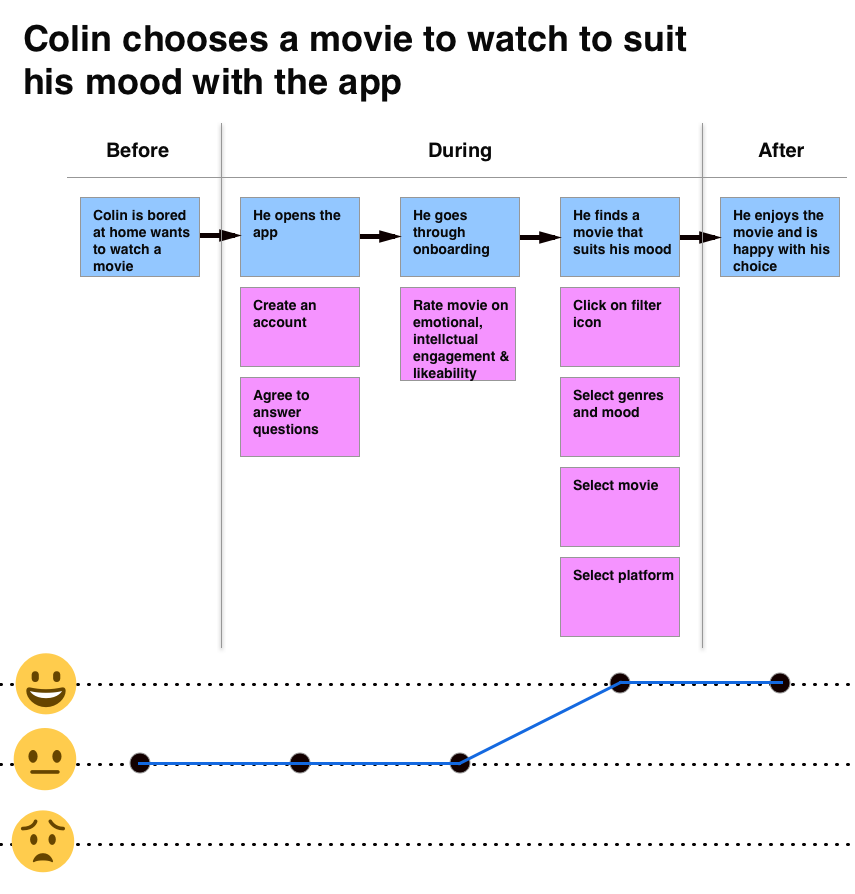 Colin chooses a movie to watch to suit
his mood with the app
Before
During
After
Colin is bored
at home wants
to watch a
movie
He opens the
app
He goes
through
onboarding
He finds a
movie that
suits his mood
He enjoys the
movie and is
happy with his
choice
Create an
account
Rate movie on
emotional,
intellctual
engagement &
likeability
Click on filter
icon
Agree to
answer
questions
Select genres
and mood
Select movie
Select platform